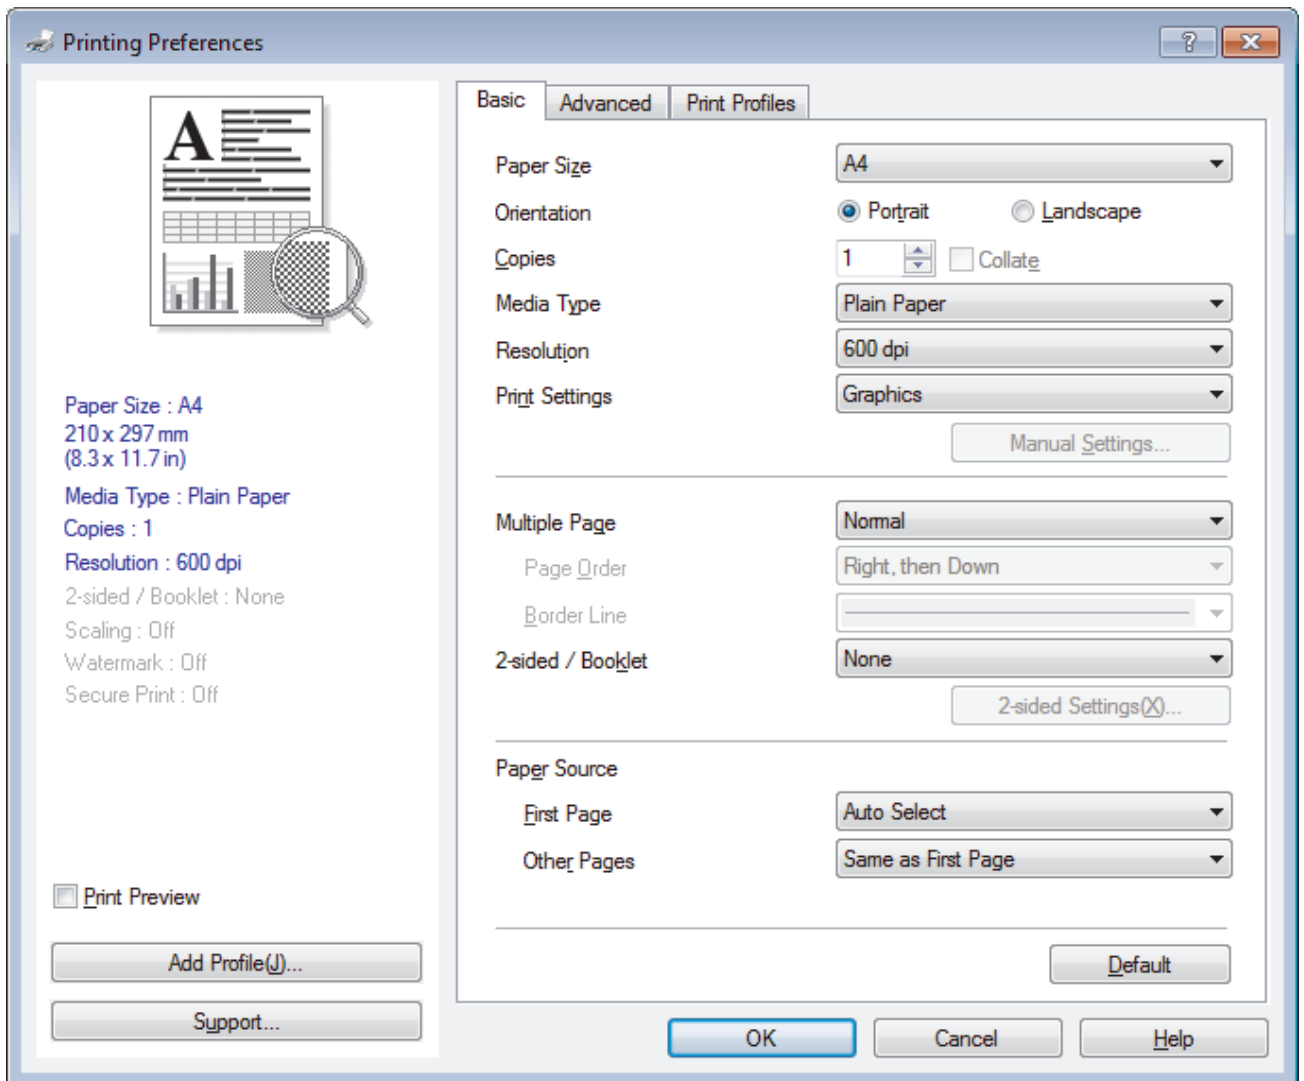 Printing Preferences
?
Basic Advanced Print Profiles
A
Paper Size : A4
210 x 297 mm
(8.3 x 11.7 in)
Media Type : Plain Paper
Copies : 1
Resolution : 600 dpi
2-sided / Booklet : None
Scaling : Off
Watermark : Off
Secure Print : Off
Print Preview
Add Profile(J)...
Support...
Paper Size A4
Orientation Portrait Landscape
Copies 1 Collate
Media Type Plain Paper
Resolution 600 dpi
Print Settings Graphics
Manual Settings...
Multiple Page Normal
Page Order Right, then Down
Border Line
2-sided / Booklet None
2-sided Settings(X)...
Paper Source
First Page Auto Select
Other Pages Same as First Page
Default
OK Cancel Help